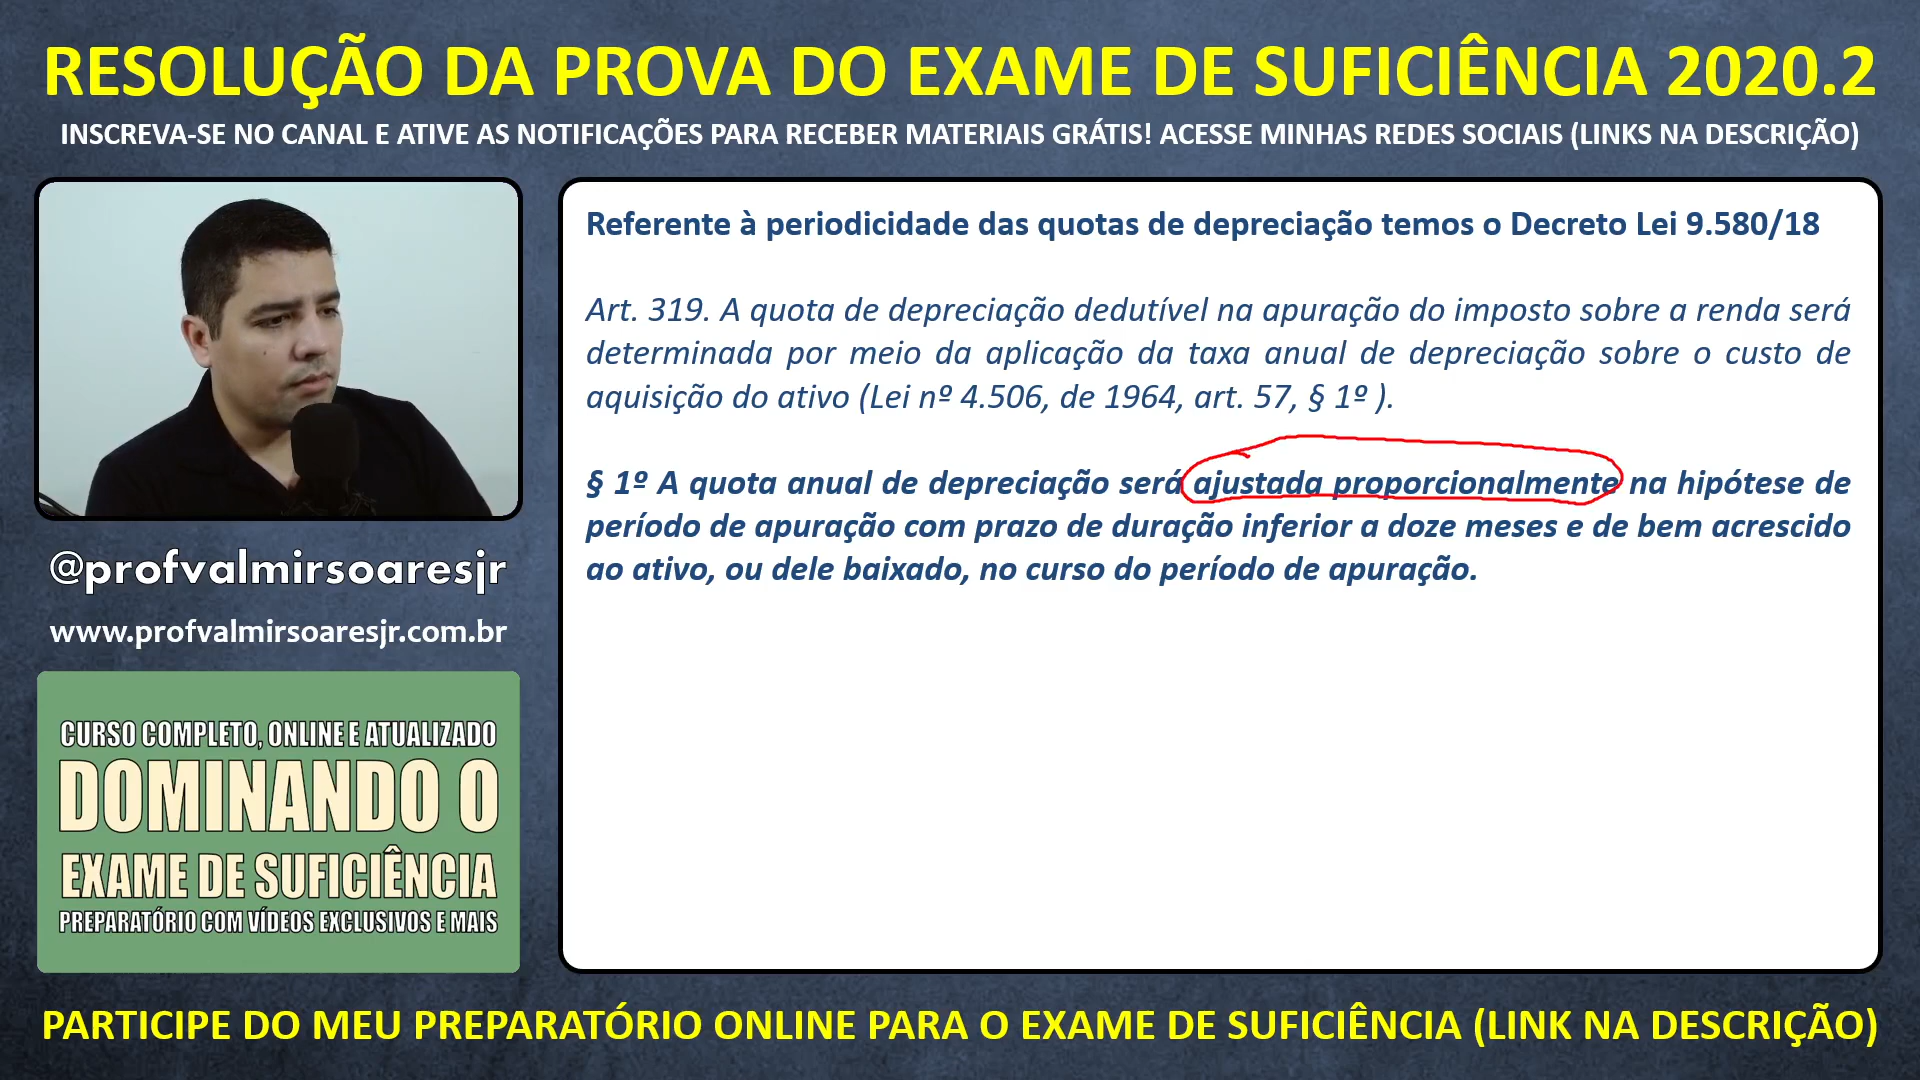 RESOLUÇÃO DA PROVA DO EXAME DE SUFICIÊNCIA 2020.2
INSCREVA-SE NO CANAL E ATIVE AS NOTIFICAÇÕES PARA RECEBER MATERIAIS GRÁTIS! ACESSE MINHAS REDES SOCIAIS (LINKS NA DESCRIÇÃO)
Referente à periodicidade das quotas de depreciação temos o Decreto Lei 9.580/18
Art. 319. A quota de depreciação dedutível na apuração do imposto sobre a renda será
determinada por meio da aplicação da taxa anual de depreciação sobre o custo de
aquisição do ativo (Lei nº 4.506, de 1964, art. 57, § 1º ).
§ 1º A quota anual de depreciação será ajustada proporcionalmente na hipótese de
período de apuração com prazo de duração inferior a doze meses e de bem acrescido
ao ativo, ou dele baixado, no curso do período de apuração.
@profvalmirsoaresjr
www.profvalmirsoaresjr.com.br
CURSO COMPLETO, ONLINE E ATUALIZADO
DOMINANDO O
EXAME DE SUFICIÊNCIA
PREPARATÓRIO COM VÍDEOS EXCLUSIVOS E MAIS
PARTICIPE DO MEU PREPARATÓRIO ONLINE PARA O EXAME DE SUFICIÊNCIA (LINK NA DESCRIÇÃO)